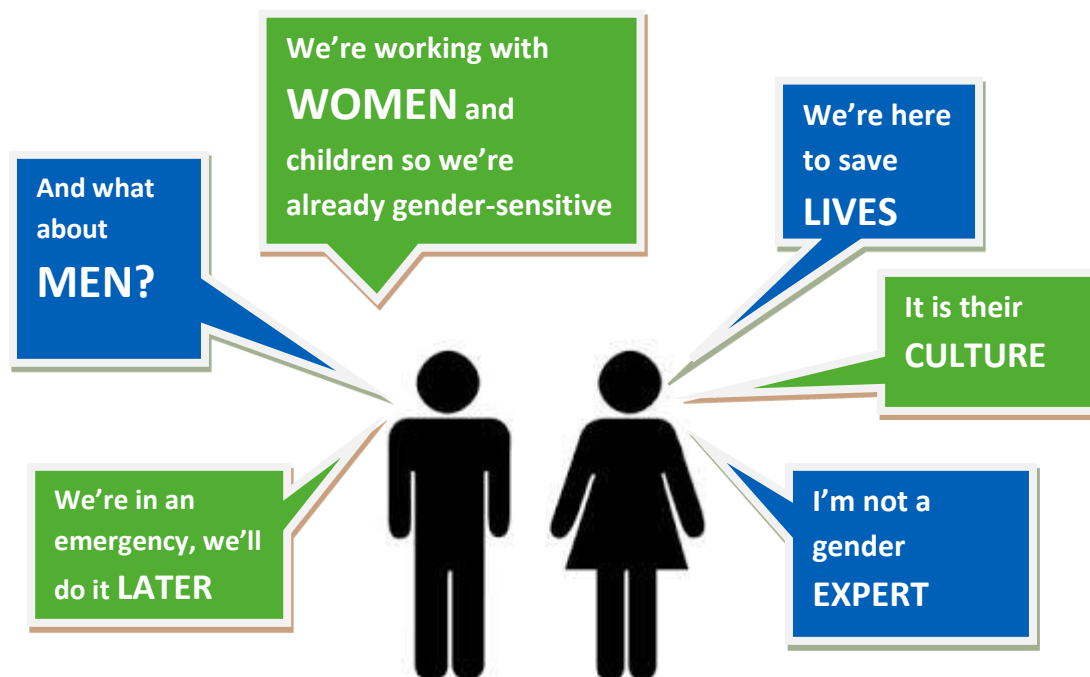 We’re working with
WOMEN and
children so we’re
already gender-sensitive
And what
about
MEN?
We’re here
to save
LIVES
It is their
CULTURE
We’re in an
emergency, we’ll
do it LATER
I’m not a
gender
EXPERT